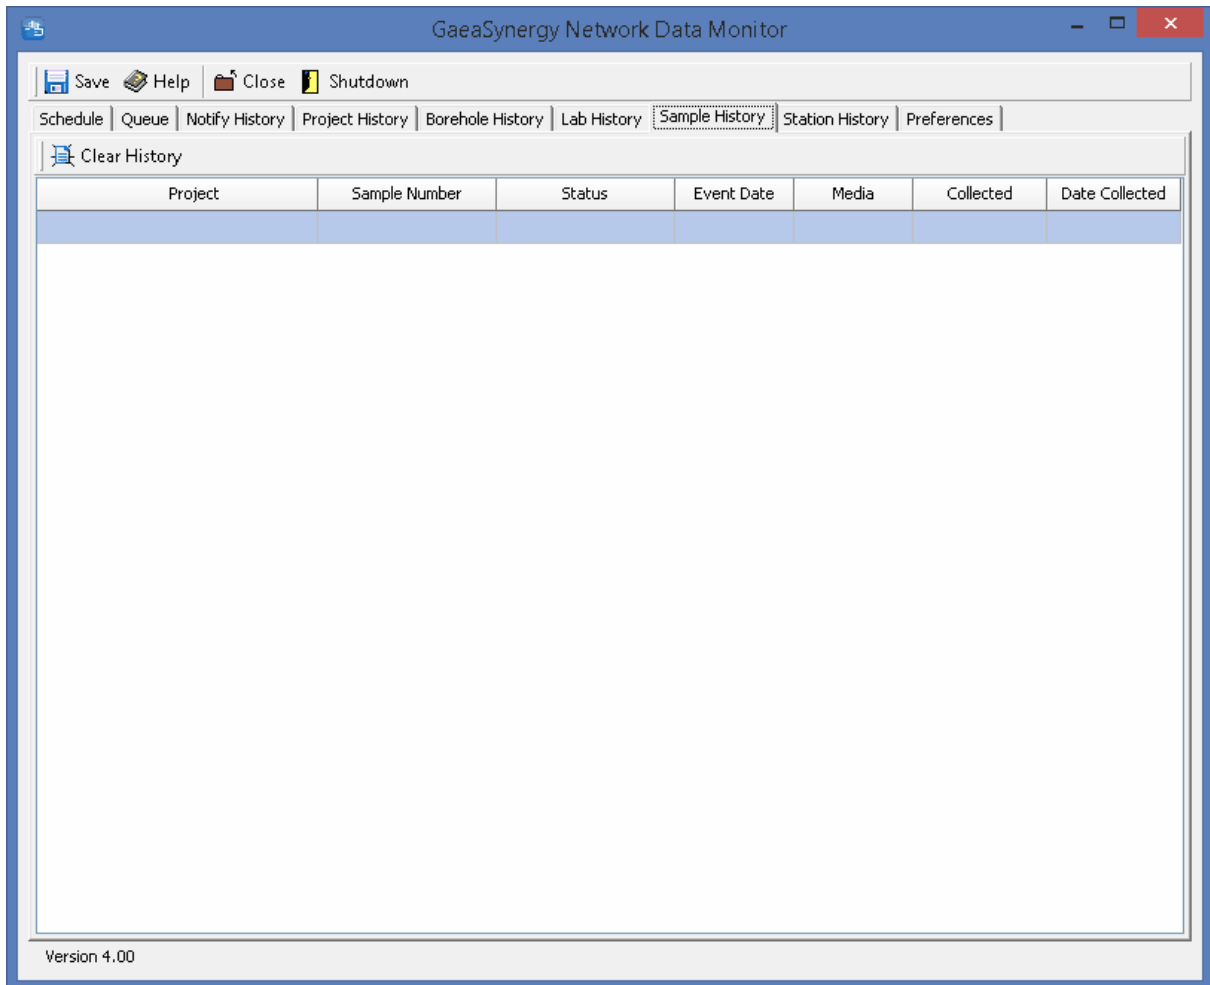 GaeaSynergy Network Data Monitor
Save Help Close Shutdown
Schedule Queue Notify History Project History Borehole History Lab History Sample History Station History Preferences
Clear History
Project Sample Number Status Event Date Media Collected Date Collected
Version 4.00